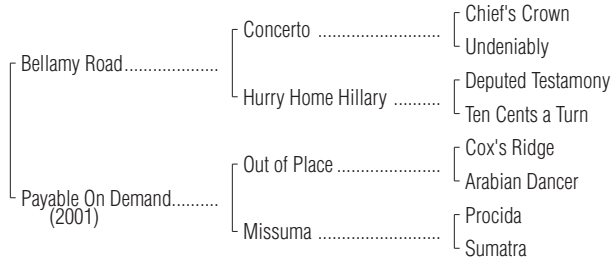 Chief's Crown
Concerto ..........................
Undeniably
Bellamy Road....................
Deputed Testamony
Hurry Home Hillary ..........
Ten Cents a Turn
Cox's Ridge
Out of Place ......................
Arabian Dancer
Payable On Demand..........
(2001)
Procida
Missuma ..........................
Sumatra